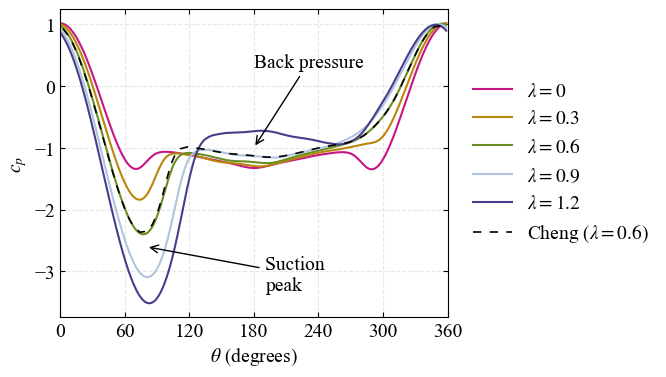 1
0
−1
−2
−3
c_p
0
60
120
180
240
300
360
θ (degrees)
Back pressure
Suction
peak
λ = 0
λ = 0.3
λ = 0.6
λ = 0.9
λ = 1.2
Cheng (λ = 0.6)